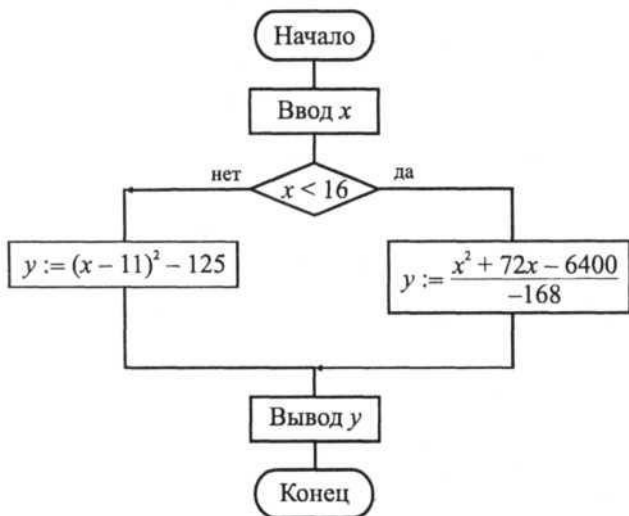 Начало
Ввод x
нет
x < 16
да
y := (x – 11)² – 125
y := x² + 72x – 6400
–168
Вывод y
Конец